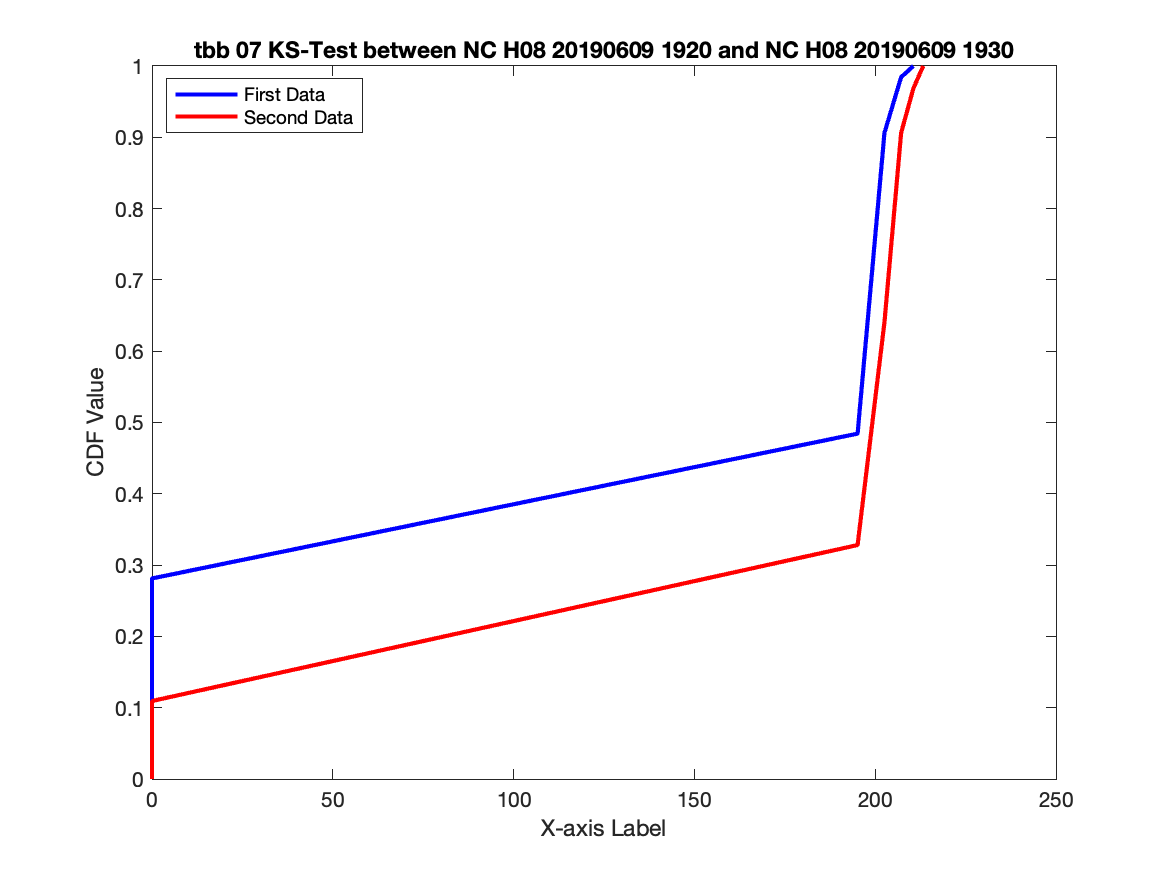 tbb 07 KS-Test between NC H08 20190609 1920 and NC H08 20190609 1930
First Data
Second Data
1
0.9
0.8
0.7
0.6
0.5
0.4
0.3
0.2
0.1
0
CDF Value
0 50 100 150 200 250
X-axis Label